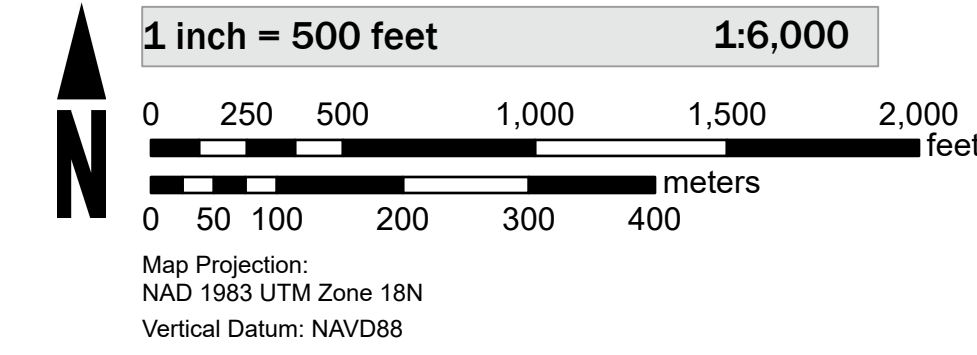 1 inch = 500 feet 1:6,000
0 250 500 1,000 1,500 2,000
feet
N
meters
0 50 100 200 300 400
Map Projection:
NAD 1983 UTM Zone 18N
Vertical Datum: NAVD88